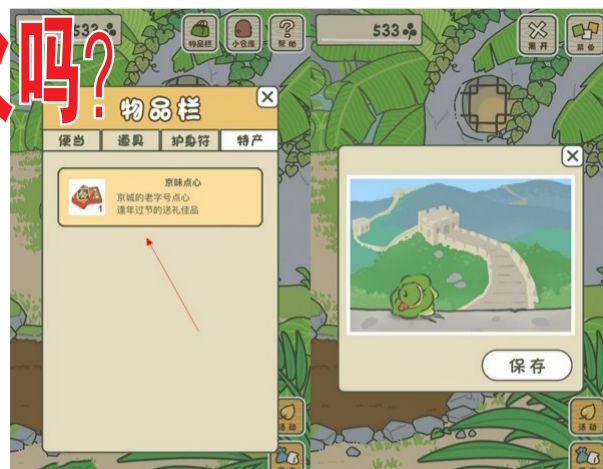 533
物品栏
小仓库
帮助
吗?
物品栏
便当 道具 护身符 特产
京味点心
京城的老字号点心
逢年过节的送礼佳品
1
活动
533
离开
菜单
保存
活动